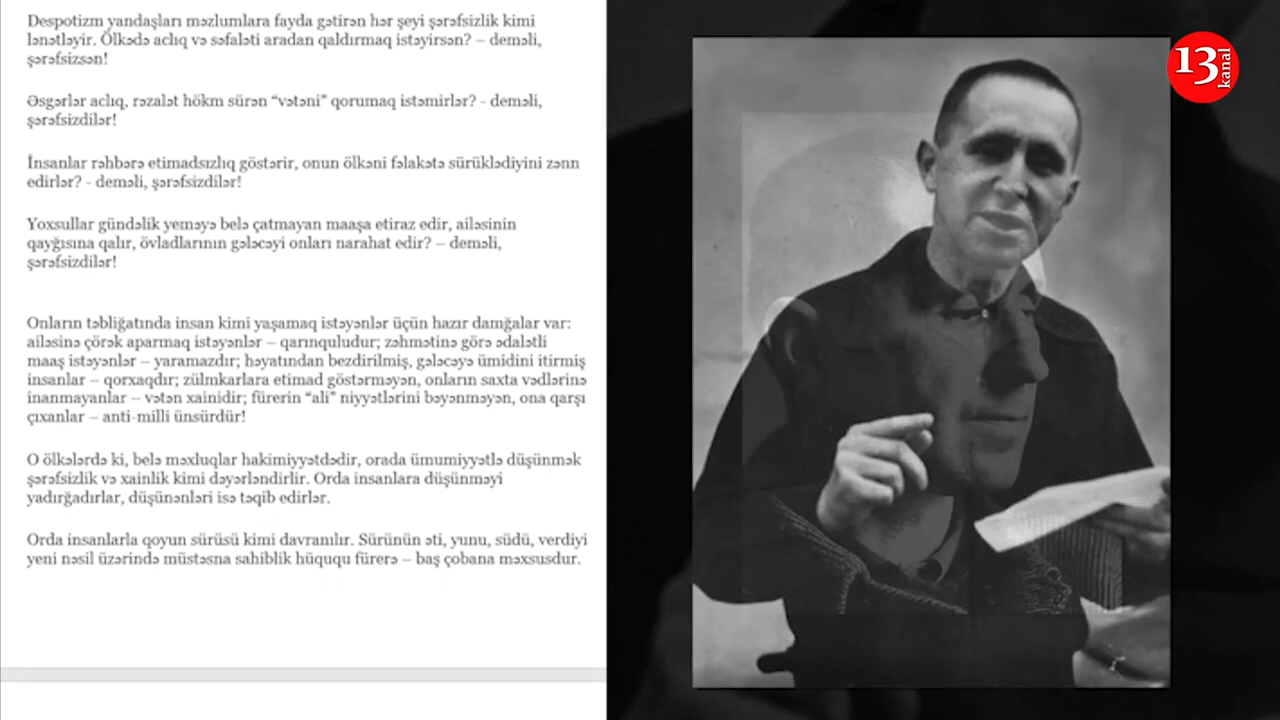 Despotizm yandaşları məzlumlara fayda gətirən hər şeyi şərəfsizlik kimi
lənətləyir. Ölkədə aclıq və səfaləti aradan qaldırmaq istəyirsən? – deməli,
şərəfsizsən!
Əsgərlər aclıq, rəzalət hökm sürən “vətəni” qorumaq istəmirlər? - deməli,
şərəfsizdilər!
İnsanlar rəhbərə etimadsızlıq göstərir, onun ölkəni fəlakətə sürüklədiyini zənn
edirlər? - deməli, şərəfsizdilər!
Yoxsullar gündəlik yeməyə belə çatmayan maaşa etiraz edir, ailəsinin
qayğısına qalır, övladlarının gələcəyi onları narahat edir? – deməli,
şərəfsizdilər!
Onların təbliğatında insan kimi yaşamaq istəyənlər üçün hazır damğalar var:
ailəsinə çörək aparmaq istəyənlər – qarınquludur; zəhmətinə görə ədalətli
maaş istəyənlər – yaramazdır; həyatından bezdirilmiş, gələcəyə ümidini itirmiş
insanlar – qorxaqdır; zülmkarlara etimad göstərməyən, onların saxta vədlərinə
inanmayanlar – vətən xainidir; fürerin “ali” niyyətlərini bəyənməyən, ona qarşı
çıxanlar – anti-milli ünsürdür!
O ölkələrdə ki, belə məxluqlar hakimiyyətdədir, orada ümumiyyətlə düşünmək
şərəfsizlik və xainlik kimi dəyərləndirlir. Orda insanlara düşünməyi
yadırğadırlar, düşünənləri isə təqib edirlər.
Orda insanlarla qoyun sürüsü kimi davranılır. Sürünün əti, yunu, südü, verdiyi
yeni nəsil üzərində müstəsna sahiblik hüququ fürerə – baş çobana məxsusdur.
13
kanal